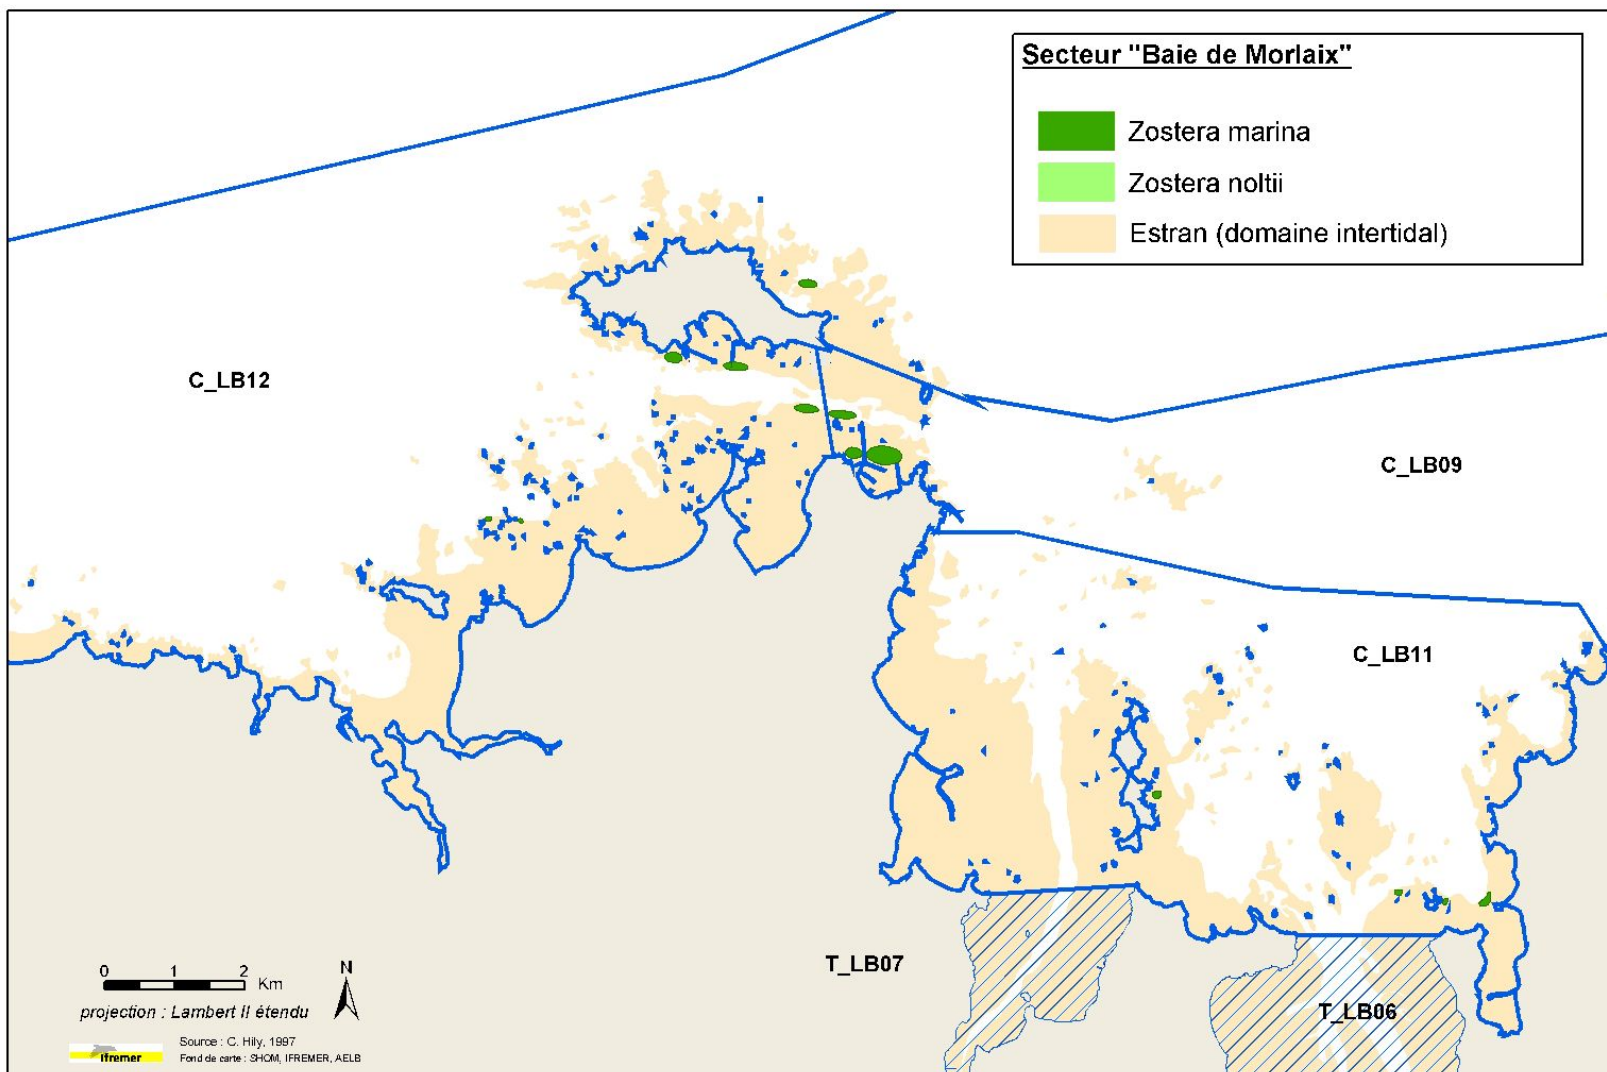 Secteur "Baie de Morlaix"
Zostera marina
Zostera noltii
Estran (domaine intertidal)
C_LB12
C_LB09
C_LB11
T_LB07
T_LB06
0 1 2
Km
N
projection : Lambert II étendu
Ifremer
Source : C. Hily, 1997
Fond de carte : SHOM, IFREMER, AELB